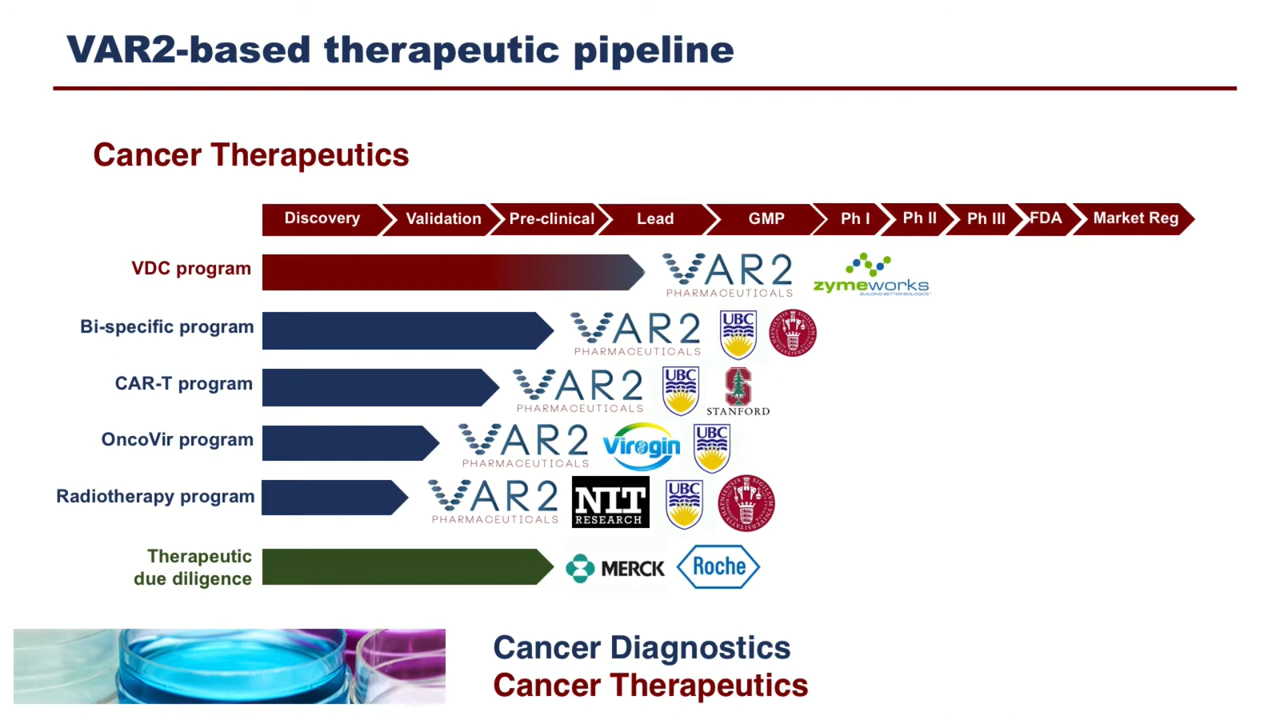 VAR2-based therapeutic pipeline
Cancer Therapeutics
Discovery Validation Pre-clinical Lead GMP Ph I Ph II Ph III FDA Market Reg
VDC program VAR2 PHARMACEUTICALS zymeworks BUILDING BETTER BIOLOGICS
Bi-specific program VAR2 PHARMACEUTICALS UBC
CAR-T program VAR2 PHARMACEUTICALS UBC S STANFORD
OncoVir program VAR2 PHARMACEUTICALS Virogin UBC
Radiotherapy program VAR2 PHARMACEUTICALS NIT RESEARCH UBC
Therapeutic
due diligence MERCK Roche
Cancer Diagnostics
Cancer Therapeutics